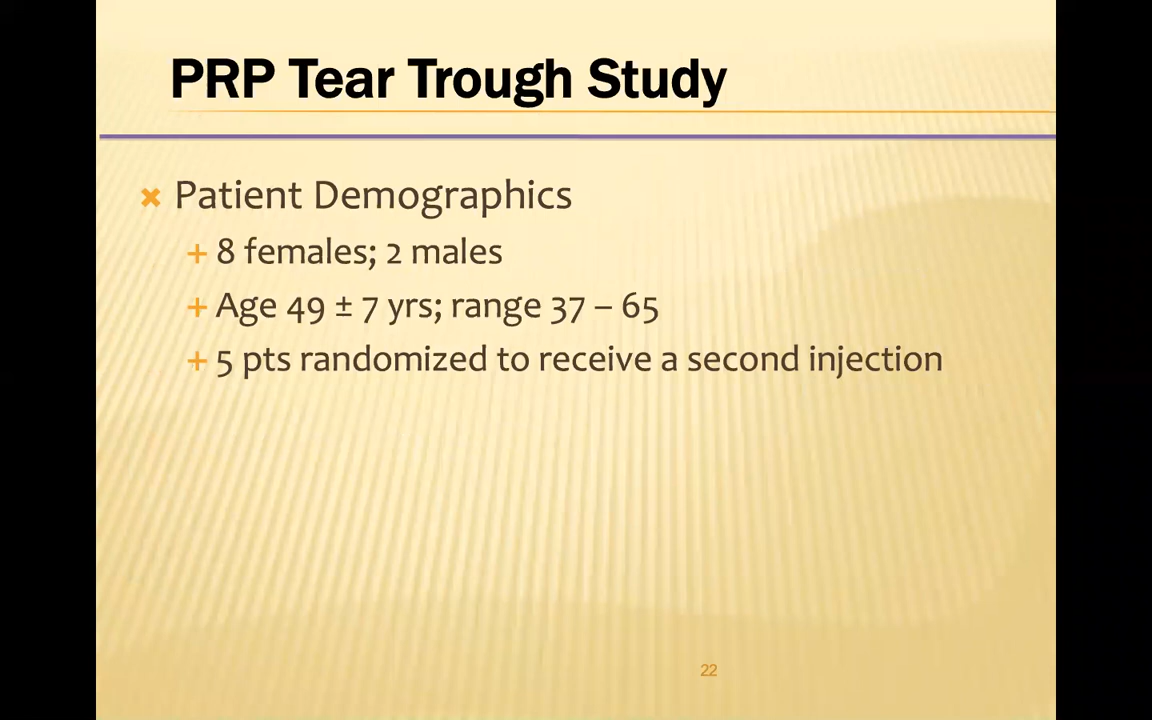 PRP Tear Trough Study
Patient Demographics
8 females; 2 males
Age 49 ± 7 yrs; range 37 – 65
5 pts randomized to receive a second injection
22